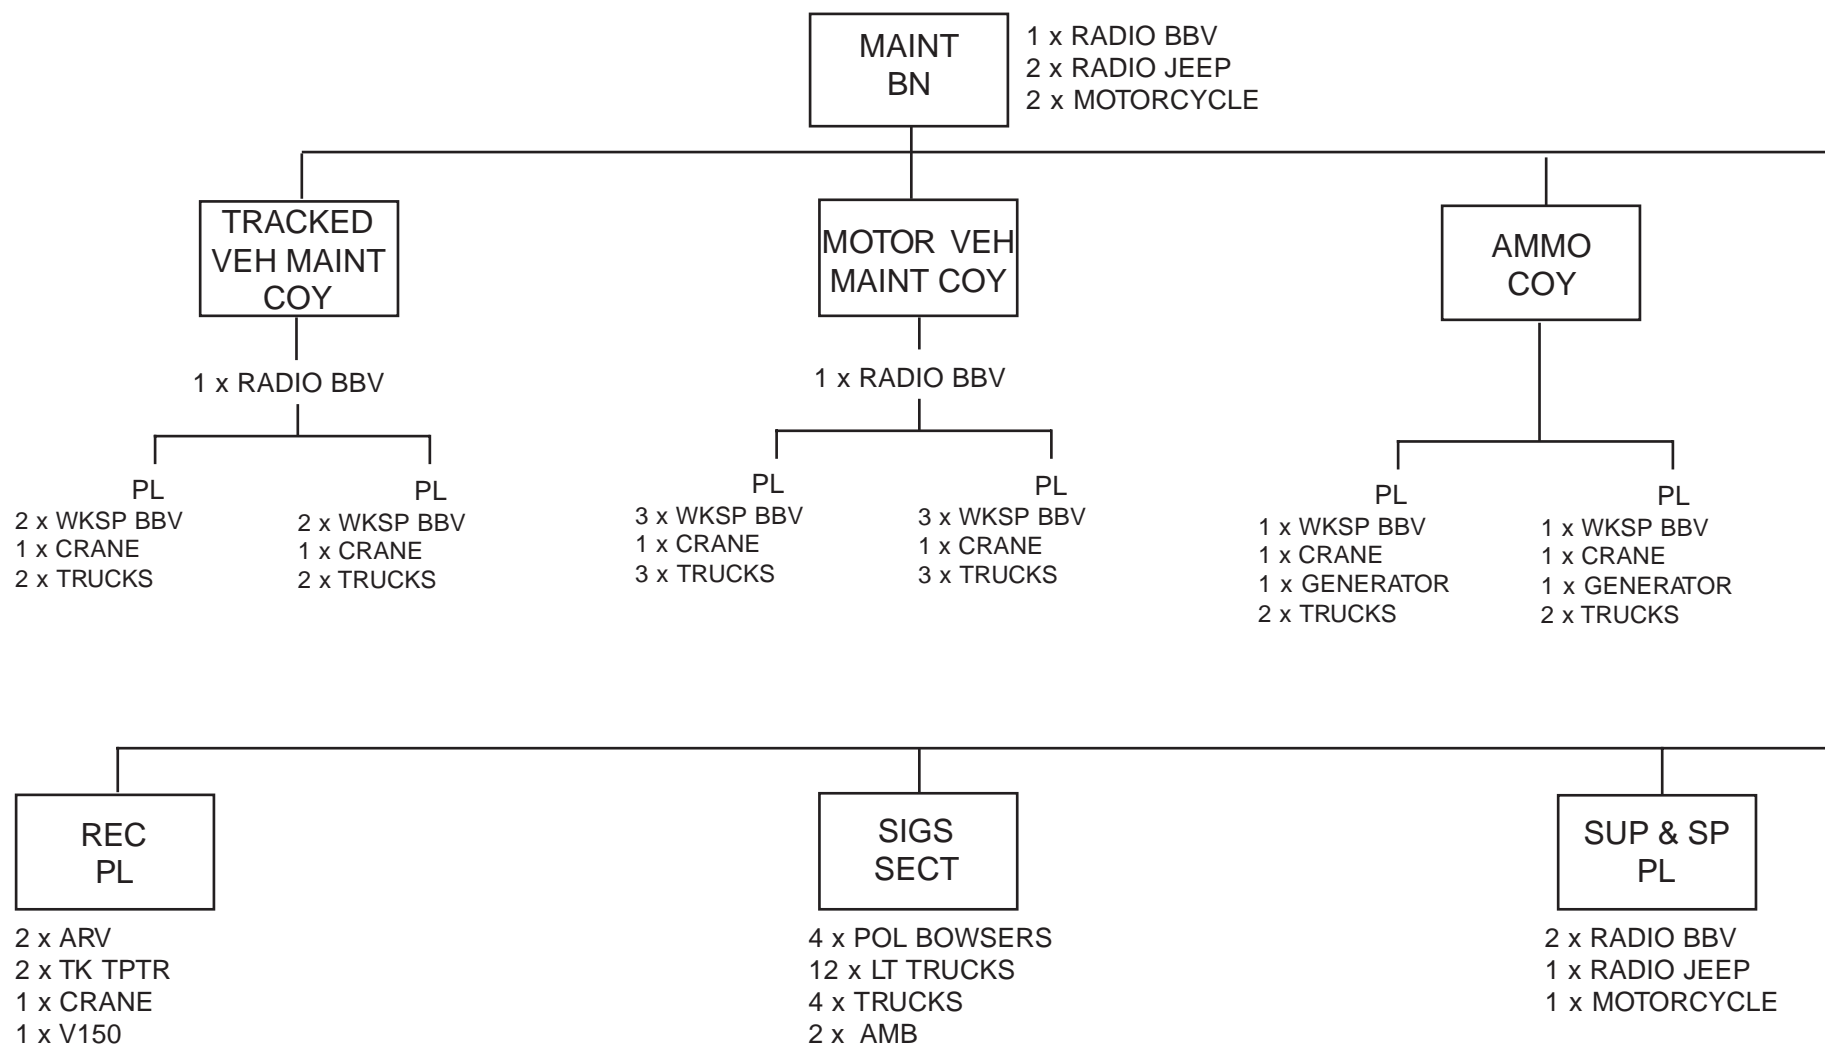 MAINT
BN
1 x RADIO BBV
2 x RADIO JEEP
2 x MOTORCYCLE
TRACKED
VEH MAINT
COY
MOTOR VEH
MAINT COY
AMMO
COY
1 x RADIO BBV
1 x RADIO BBV
PL
2 x WKSP BBV
1 x CRANE
2 x TRUCKS
PL
2 x WKSP BBV
1 x CRANE
2 x TRUCKS
PL
3 x WKSP BBV
1 x CRANE
3 x TRUCKS
PL
3 x WKSP BBV
1 x CRANE
3 x TRUCKS
PL
1 x WKSP BBV
1 x CRANE
1 x GENERATOR
2 x TRUCKS
PL
1 x WKSP BBV
1 x CRANE
1 x GENERATOR
2 x TRUCKS
REC
PL
2 x ARV
2 x TK TPTR
1 x CRANE
1 x V150
SIGS
SECT
4 x POL BOWSERS
12 x LT TRUCKS
4 x TRUCKS
2 x AMB
SUP & SP
PL
2 x RADIO BBV
1 x RADIO JEEP
1 x MOTORCYCLE